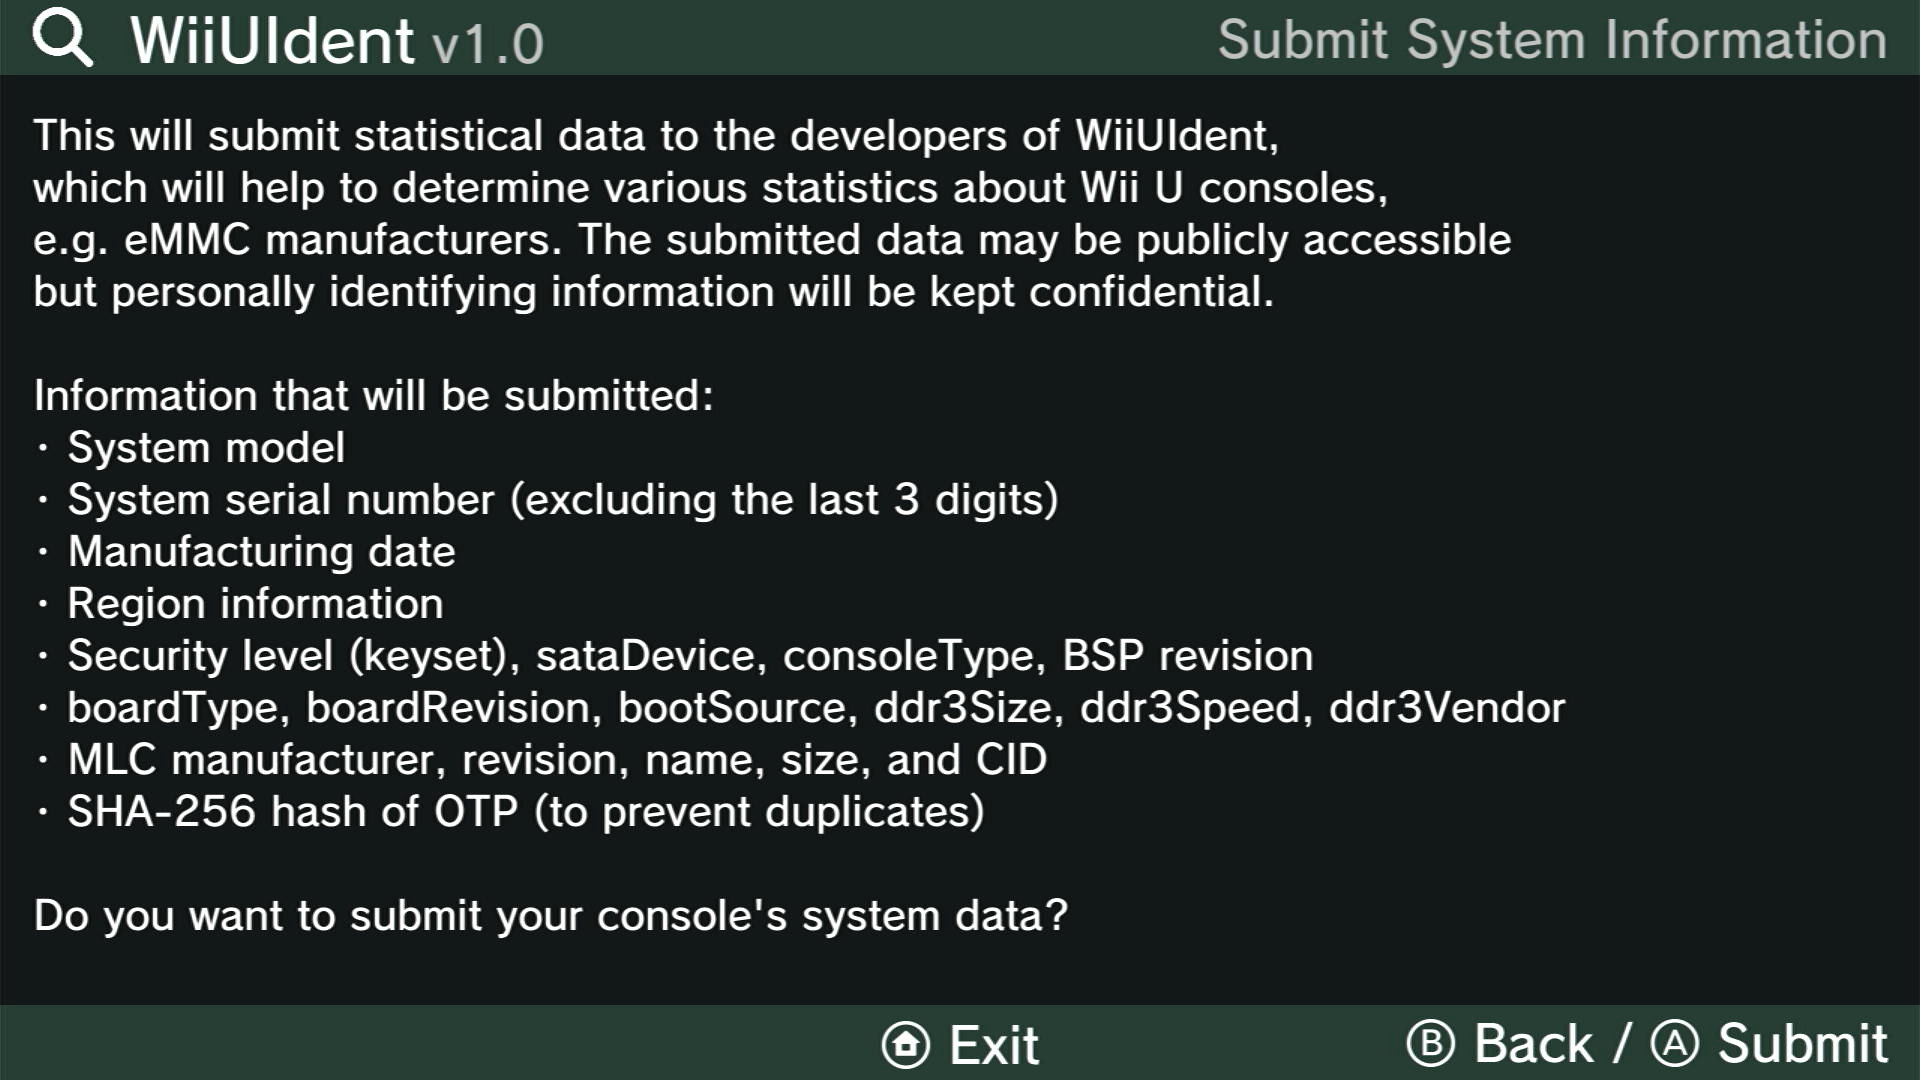 WiiUIdent v1.0
Submit System Information
This will submit statistical data to the developers of WiiUIdent,
which will help to determine various statistics about Wii U consoles,
e.g. eMMC manufacturers. The submitted data may be publicly accessible
but personally identifying information will be kept confidential.
Information that will be submitted:
· System model
· System serial number (excluding the last 3 digits)
· Manufacturing date
· Region information
· Security level (keyset), sataDevice, consoleType, BSP revision
· boardType, boardRevision, bootSource, ddr3Size, ddr3Speed, ddr3Vendor
· MLC manufacturer, revision, name, size, and CID
· SHA-256 hash of OTP (to prevent duplicates)
Do you want to submit your console's system data?
Exit
Ⓑ Back / Ⓐ Submit